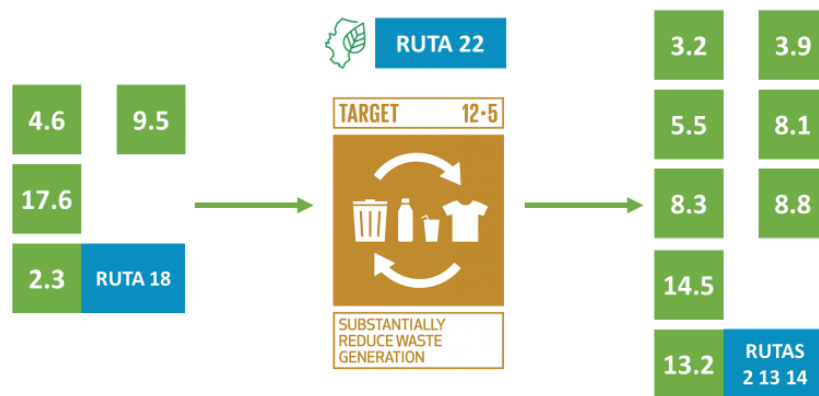 RUTA 22
4.6
9.5
17.6
2.3
RUTA 18
TARGET 12•5
SUBSTANTIALLY
REDUCE WASTE
GENERATION
3.2
3.9
5.5
8.1
8.3
8.8
14.5
13.2
RUTAS
2 13 14